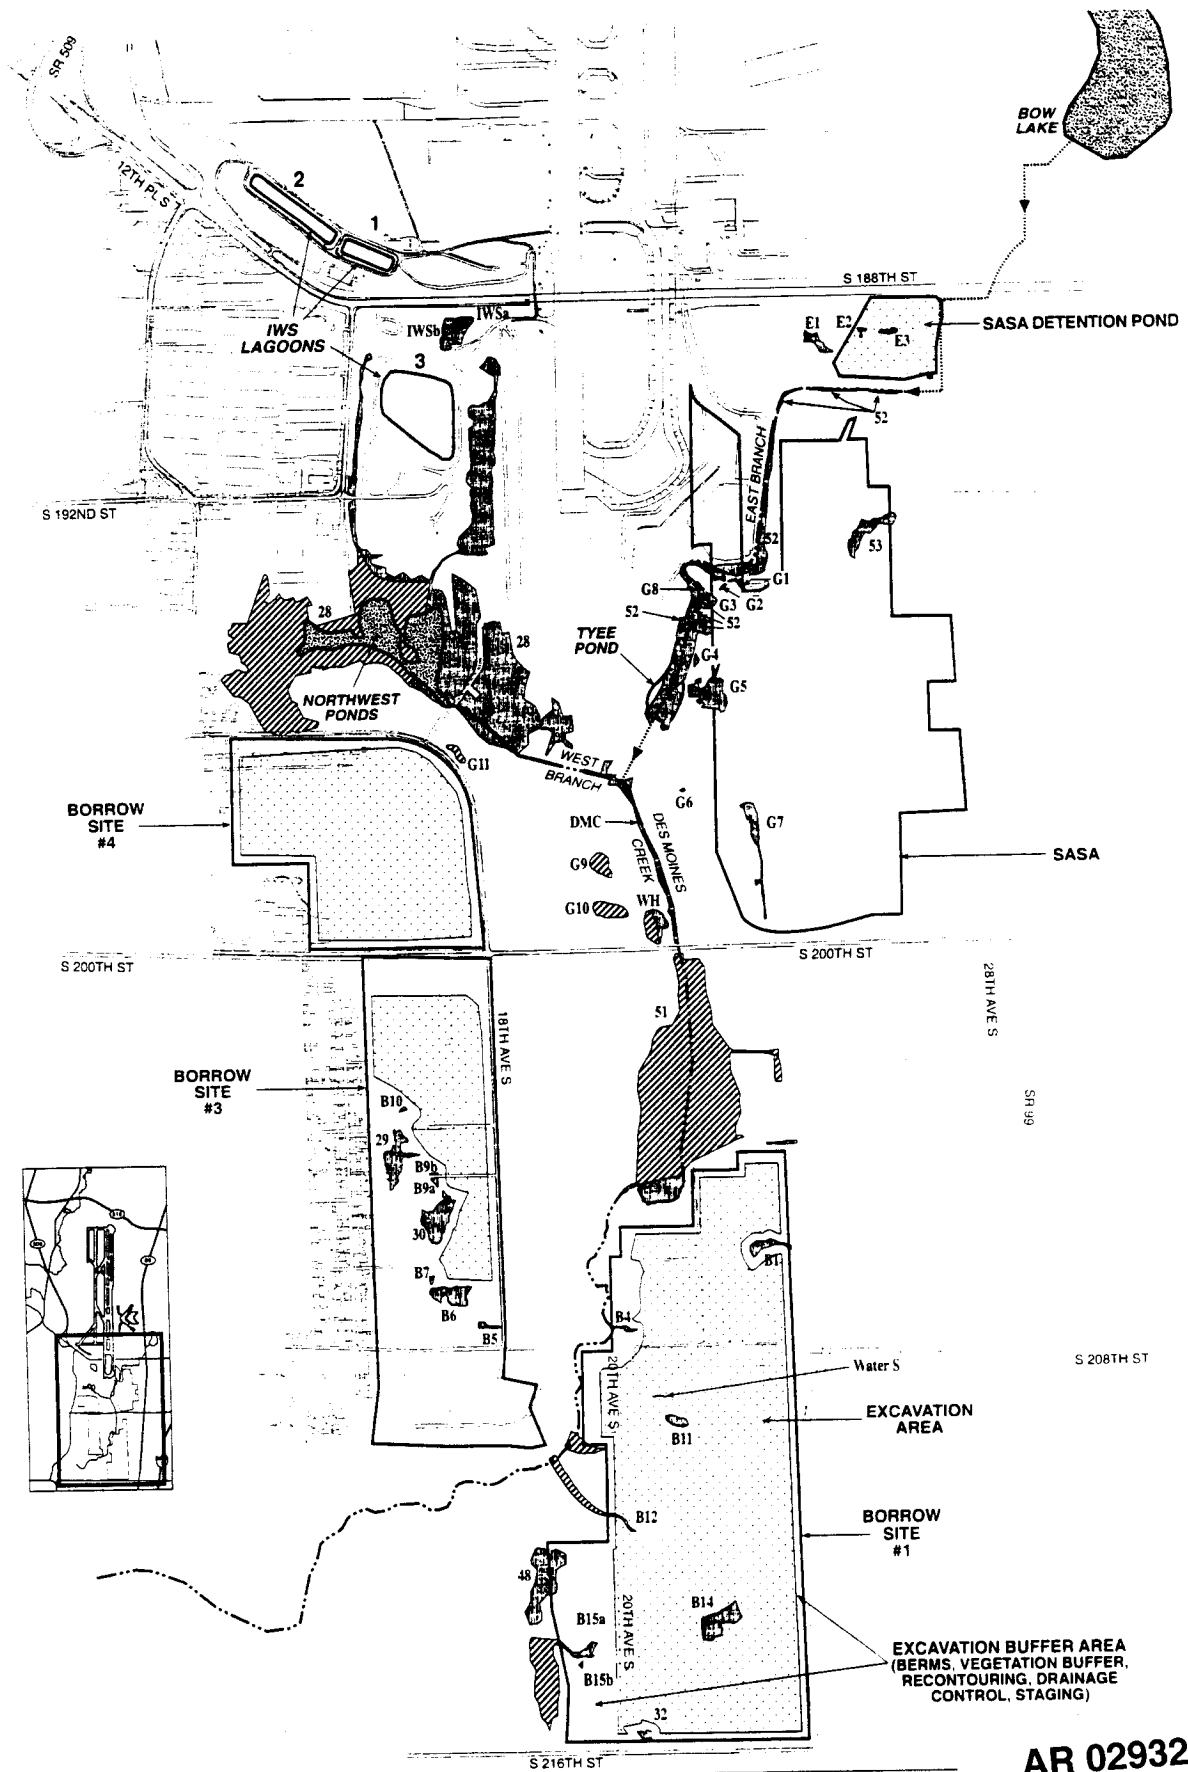 SR 509
BOW
LAKE
12TH PL S
2
1
S 188TH ST
IWSa
IWSb
E1
E2
E3
SASA DETENTION POND
IWS
LAGOONS
3
52
EAST BRANCH
S 192ND ST
53
52
G1
G8
G3
G2
28
52
52
TYEE
POND
28
G4
G5
NORTHWEST
PONDS
WEST
BRANCH
G11
G6
BORROW
SITE
#4
DMC
DES MOINES
CREEK
G7
G9
SASA
G10
WH
S 200TH ST
S 200TH ST
28TH AVE S
51
18TH AVE S
BORROW
SITE
#3
SR 99
B10
29
B9b
B9a
30
B1
B7
B6
B4
B5
20TH AVE S
S 208TH ST
Water S
EXCAVATION
AREA
B11
B12
BORROW
SITE
#1
48
20TH AVE S
B14
B15a
EXCAVATION BUFFER AREA
(BERMS, VEGETATION BUFFER,
RECONTOURING, DRAINAGE
CONTROL, STAGING)
B15b
32
S 216TH ST
AR 02932